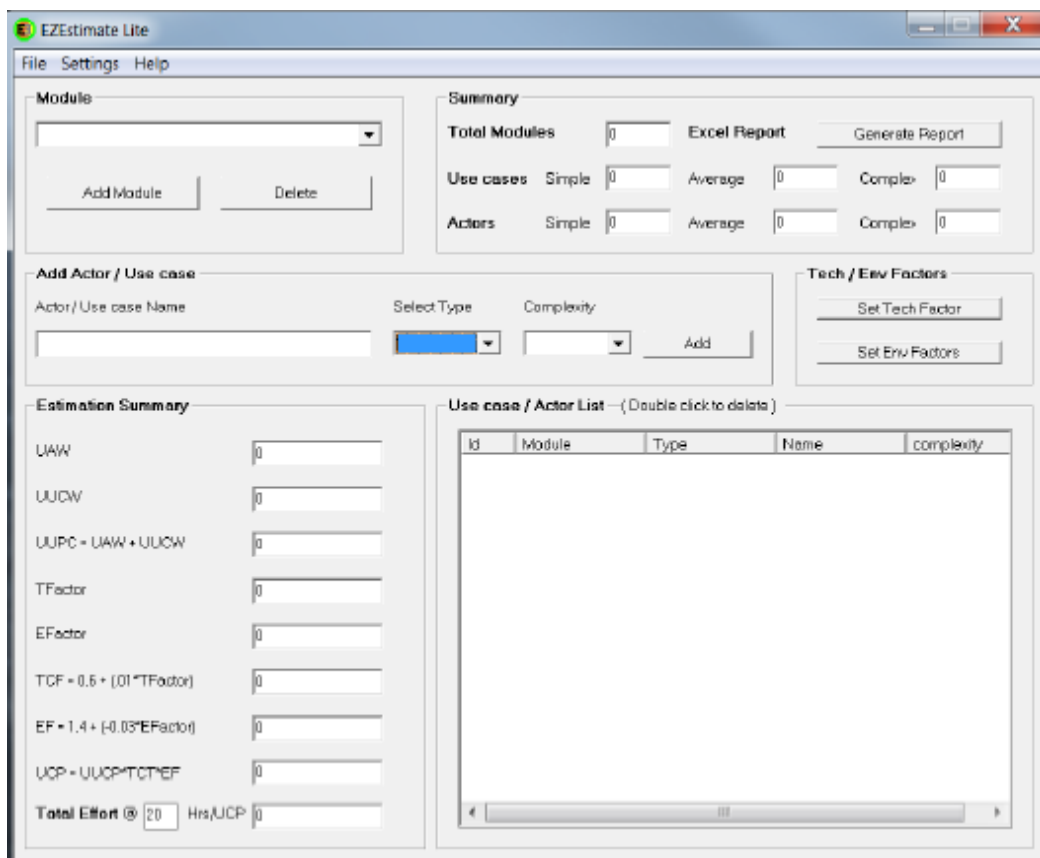 EZEstimate Lite
File Settings Help
Module
Add Module Delete
Summary
Total Modules 0 Excel Report Generate Report
Use cases Simple 0 Average 0 Complex 0
Actors Simple 0 Average 0 Complex 0
Add Actor / Use case
Actor/ Use case Name Select Type Complexity
Add
Tech / Env Factors
Set Tech Factor
Set Env Factors
Estimation Summary
UAW 0
UUCW 0
UUPC = UAW + UUCW 0
TFactor 0
EFactor 0
TCF = 0.6 + (.01*TFactor) 0
EF = 1.4 + (-0.03*EFactor) 0
UCP = UUCP*TCT*EF 0
Total Effort @ 20 Hrs/UCP 0
Use case / Actor List ( Double click to delete )
Id Module Type Name complexity